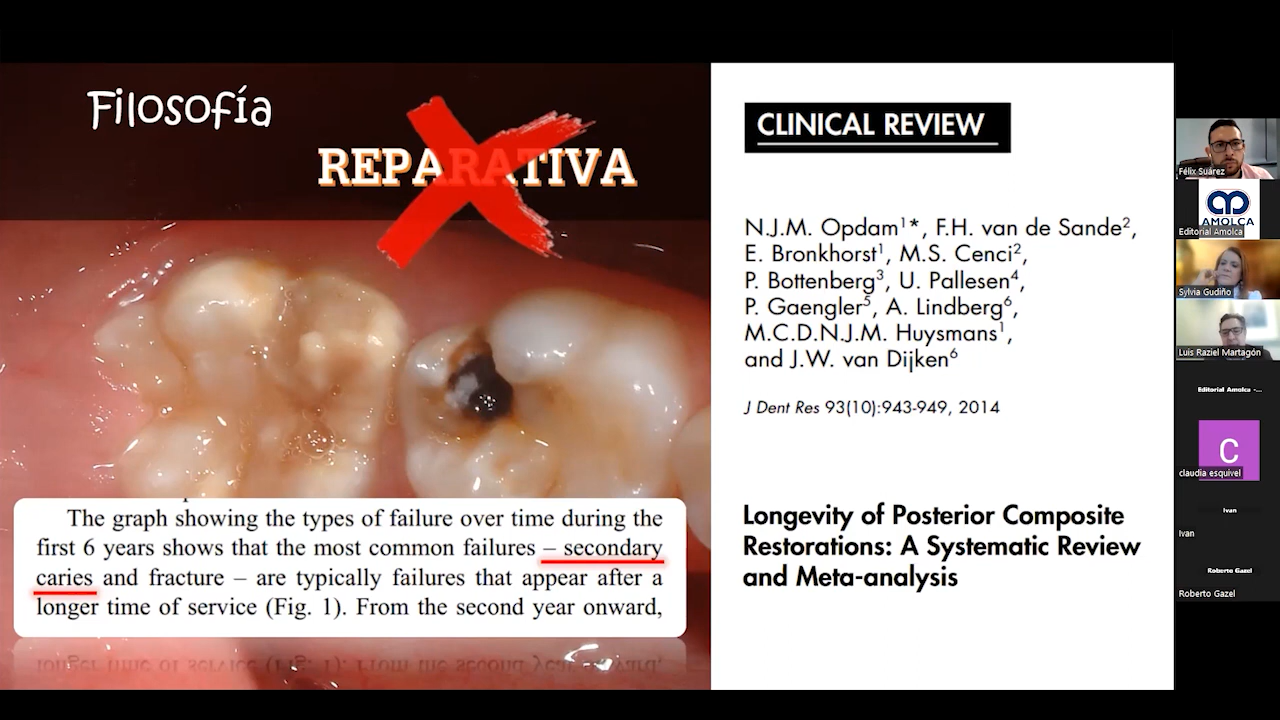 Filosofía
REPARATIVA
The graph showing the types of failure over time during the
first 6 years shows that the most common failures – secondary
caries and fracture – are typically failures that appear after a
longer time of service (Fig. 1). From the second year onward,
CLINICAL REVIEW
N.J.M. Opdam¹*, F.H. van de Sande²,
E. Bronkhorst¹, M.S. Cenci²,
P. Bottenberg³, U. Pallesen⁴,
P. Gaengler⁵, A. Lindberg⁶,
M.C.D.N.J.M. Huysmans¹,
and J.W. van Dijken⁶
J Dent Res 93(10):943-949, 2014
Longevity of Posterior Composite
Restorations: A Systematic Review
and Meta-analysis
Félix Suárez
AMOLCA
Editorial Amolca
Sylvia Gudiño
Luis Raziel Martagón
Editorial Amolca -...
C
claudia esquivel
Ivan
Ivan
Roberto Gazel
Roberto Gazel